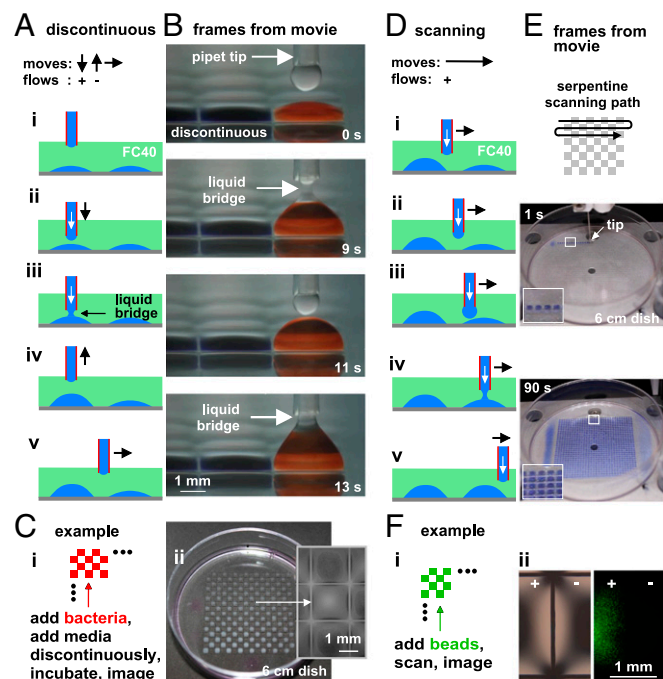 A discontinuous
moves:
flows : + -
i
FC40
ii
iii
liquid
bridge
iv
v
B frames from movie
pipet tip
discontinuous
0 s
liquid
bridge
9 s
11 s
liquid
bridge
1 mm
13 s
C example
i
add bacteria,
add media
discontinuously,
incubate, image
ii
1 mm
6 cm dish
D scanning
moves:
flows: +
i
FC40
ii
iii
iv
v
E frames from
movie
serpentine
scanning path
1 s
tip
6 cm dish
90 s
F example
i
add beads,
scan, image
ii
+ -
+ -
1 mm